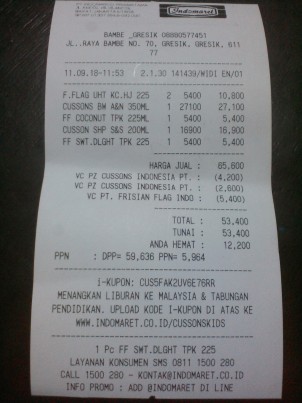 Indomaret
BAMBE _GRESIK 08880577451
JL..RAYA BAMBE NO. 70, GRESIK, GRESIK, 611
77
11.09.18-11:53 2.1.30 141439/WIDI EN/01
F.FLAG UHT KC.HJ 225 2 5400 10,800
CUSSONS BW A&N 350ML 1 27100 27,100
FF COCONUT TPK 225ML 1 5400 5,400
CUSSON SHP S&S 200ML 1 16900 16,900
FF SWT.DLGHT TPK 225 1 5400 5,400
HARGA JUAL : 65,600
VC PZ CUSSONS INDONESIA PT. : (4,200)
VC PZ CUSSONS INDONESIA PT. : (2,600)
VC PT. FRISIAN FLAG INDO : (5,400)
TOTAL : 53,400
TUNAI : 53,400
ANDA HEMAT : 12,200
PPN : DPP= 59,636 PPN= 5,964
i-KUPON: CUS5FAK2UV6E76RR
MENANGKAN LIBURAN KE MALAYSIA & TABUNGAN
PENDIDIKAN. UPLOAD KODE I-KUPON DI ATAS KE
WWW.INDOMARET.CO.ID/CUSSONSKIDS
1 Pc FF SWT.DLGHT TPK 225
LAYANAN KONSUMEN SMS 0811 1500 280
CALL 1500 280 - KONTAK@INDOMARET.CO.ID
INFO PROMO : ADD @INDOMARET DI LINE